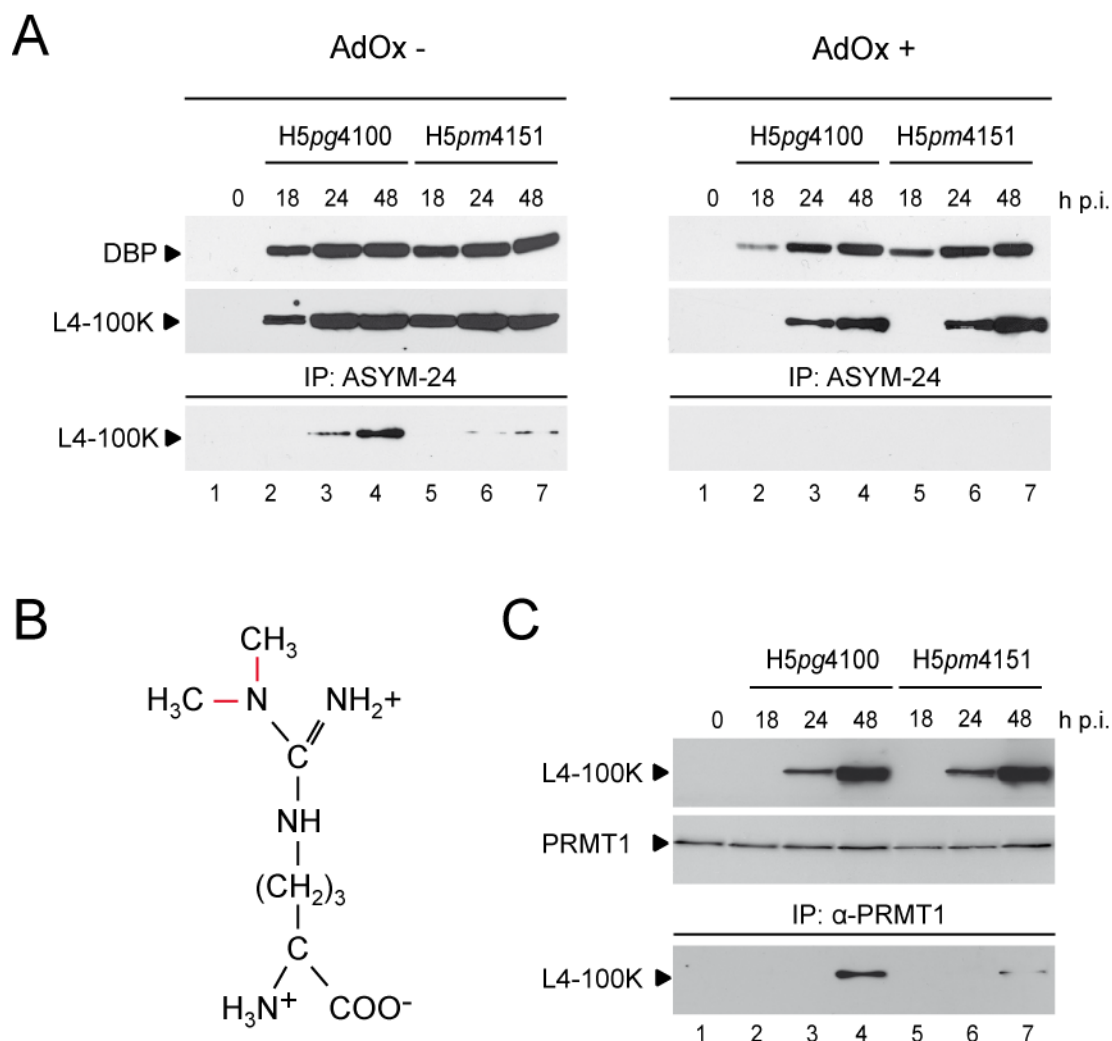 A
AdOx -
AdOx +
H5pg4100 H5pm4151
H5pg4100 H5pm4151
0 18 24 48 18 24 48
0 18 24 48 18 24 48 h p.i.
DBP
L4-100K
IP: ASYM-24
IP: ASYM-24
L4-100K
1 2 3 4 5 6 7
1 2 3 4 5 6 7
B
CH3
H3C N NH2+
C
NH
(CH2)3
C
H3N+ COO-
C
H5pg4100 H5pm4151
0 18 24 48 18 24 48 h p.i.
L4-100K
PRMT1
IP: α-PRMT1
L4-100K
1 2 3 4 5 6 7